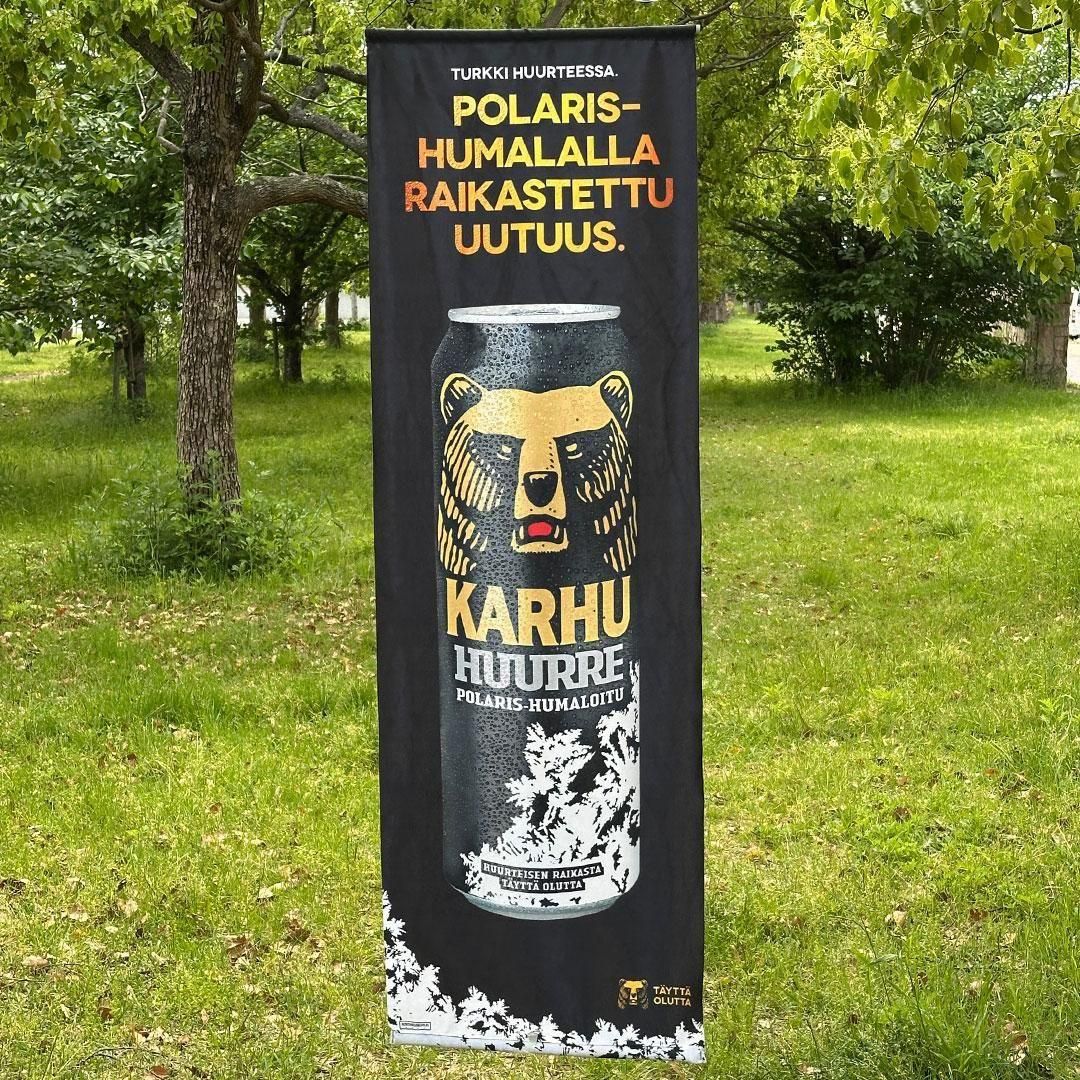 TURKKI HUURTEESSA.
POLARIS-
HUMALALLA
RAIKASTETTU
UUTUUS.
KARHU
HUURRE
POLARIS-HUMALOITU
HUURTEISEN RAIKASTA
TÄYTTÄ OLUTTA
TÄYTTÄ
OLUTTA